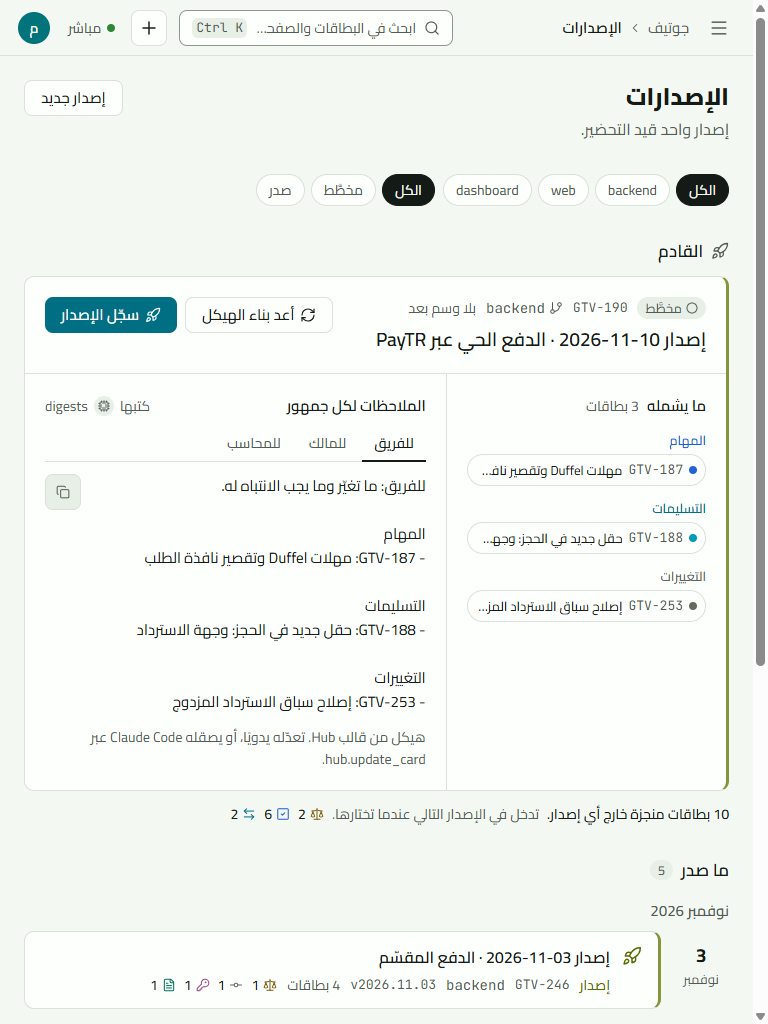 جوتيف › الإصدارات
ابحث في البطاقات والصفح... Ctrl K
+
مباشر
م
الإصدارات
إصدار جديد
إصدار واحد قيد التحضير.
الكل backend web dashboard الكل مخطَّط صدر
القادم
مخطَّط GTV-190 backend بلا وسم بعد
أعد بناء الهيكل
سجّل الإصدار
إصدار 10-11-2026 · الدفع الحي عبر PayTR
ما يشمله 3 بطاقات
المهام
GTV-187 مهلات Duffel وتقصير نافذ...
التسليمات
GTV-188 حقل جديد في الحجز: وجهـ...
التغييرات
GTV-253 إصلاح سباق الاسترداد المز...
الملاحظات لكل جمهور
كتبها digests
للفريق للمالك للمحاسب
للفريق: ما تغيّر وما يجب الانتباه له.
المهام
- GTV-187: مهلات Duffel وتقصير نافذة الطلب
التسليمات
- GTV-188: حقل جديد في الحجز: وجهة الاسترداد
التغييرات
- GTV-253: إصلاح سباق الاسترداد المزدوج
هيكل من قالب Hub. تعدّله يدويًا، أو يصقله Claude Code عبر
hub.update_card.
10 بطاقات منجزة خارج أي إصدار. تدخل في الإصدار التالي عندما تختارها. 2 6 2
ما صدر 5
نوفمبر 2026
3
نوفمبر
إصدار 03-11-2026 · الدفع المقسّم
إصدار GTV-246 backend v2026.11.03 4 بطاقات 1 1 1 1